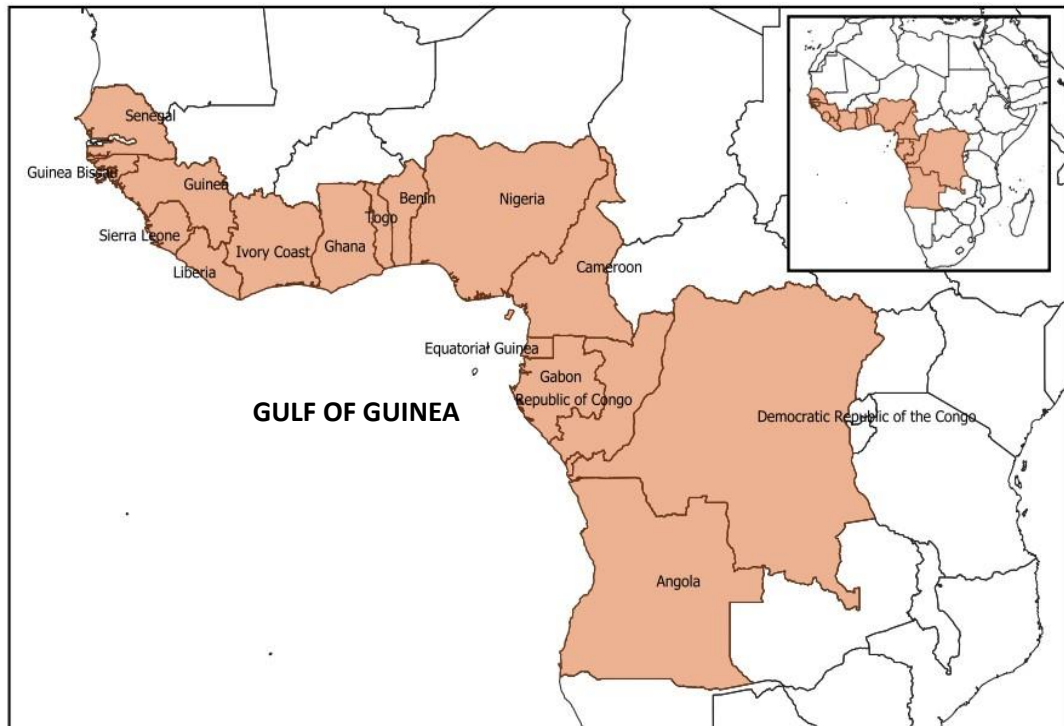 Senegal
Guinea Bissau
Guinea
Sierra Leone
Liberia
Ivory Coast
Ghana
Togo
Benin
Nigeria
Cameroon
Equatorial Guinea
Gabon
Republic of Congo
GULF OF GUINEA
Democratic Republic of the Congo
Angola